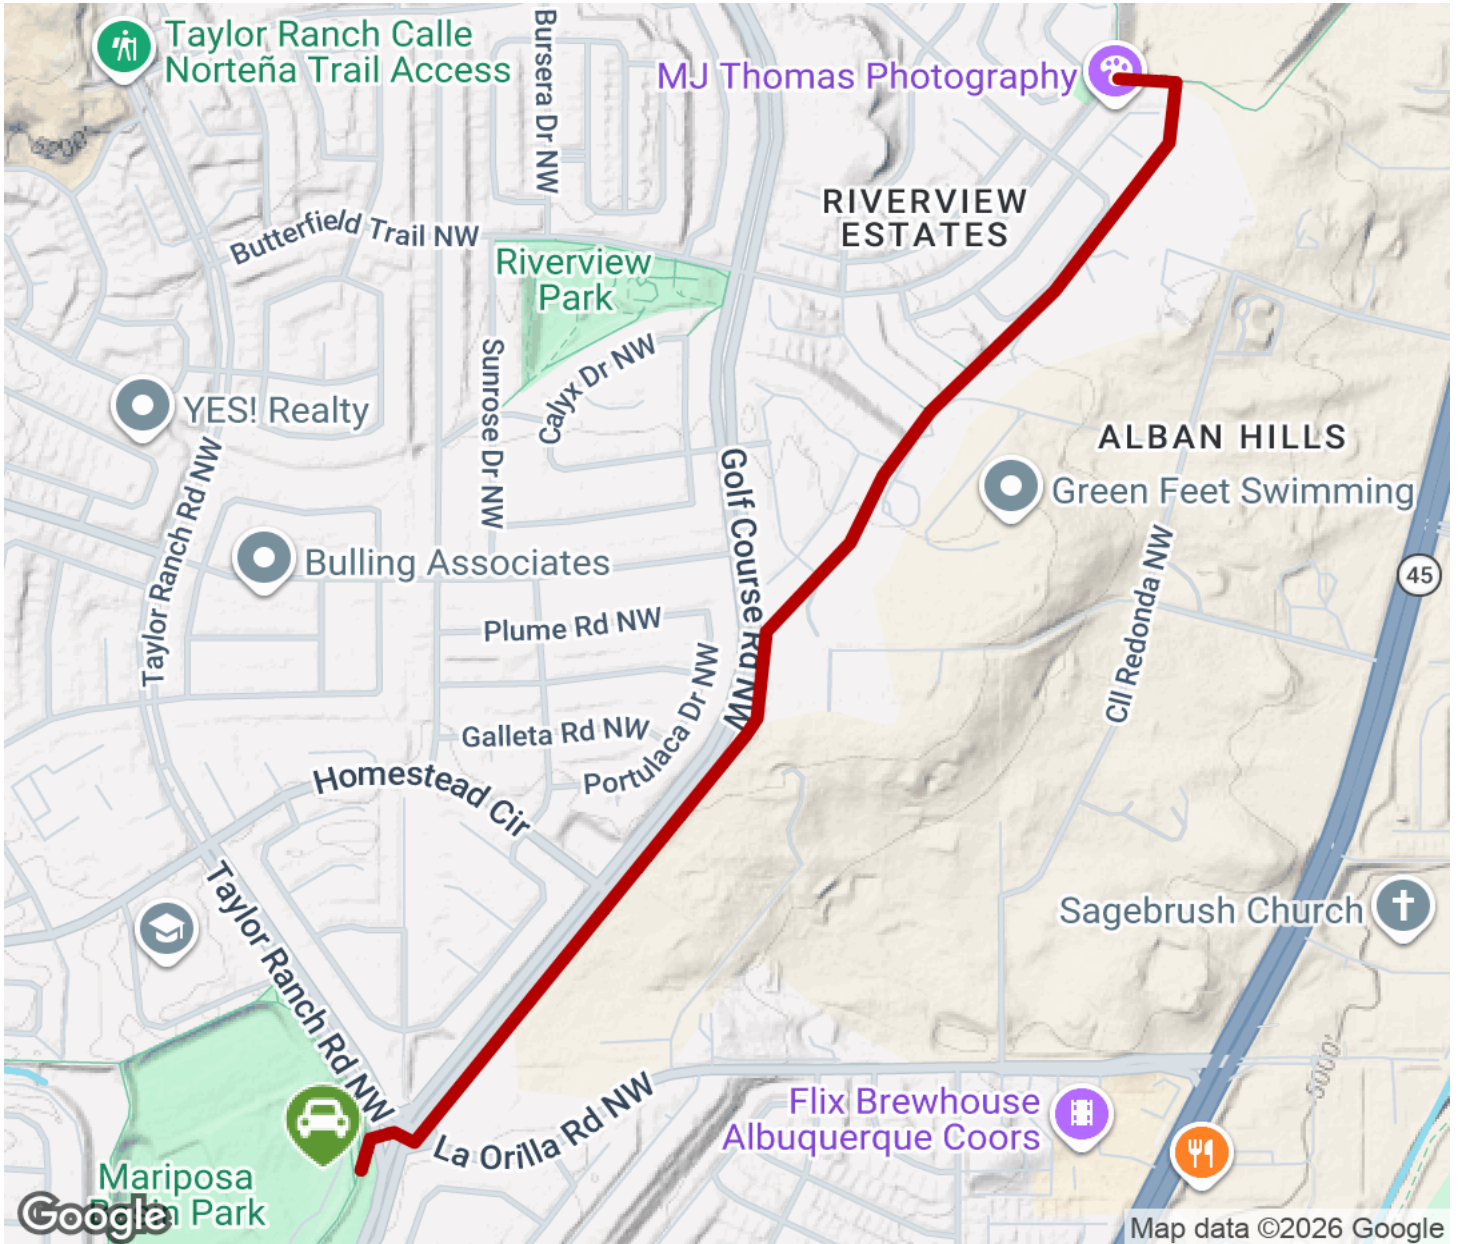 Taylor Ranch Calle
Norteña Trail Access
Bursera Dr NW
MJ Thomas Photography
5200'
RIVERVIEW
ESTATES
Butterfield Trail NW
Riverview
Park
Calyx Dr NW
Sunrose Dr NW
YES! Realty
Taylor Ranch Rd NW
Golf Course Rd NW
ALBAN HILLS
Green Feet Swimming
Bulling Associates
45
Plume Rd NW
Cll Redonda NW
Galleta Rd NW
Portulaca Dr NW
Homestead Cir
Taylor Ranch Rd NW
Sagebrush Church
5000'
La Orilla Rd NW
Flix Brewhouse
Albuquerque Coors
Mariposa
Basin Park
Google
Map data ©2026 Google